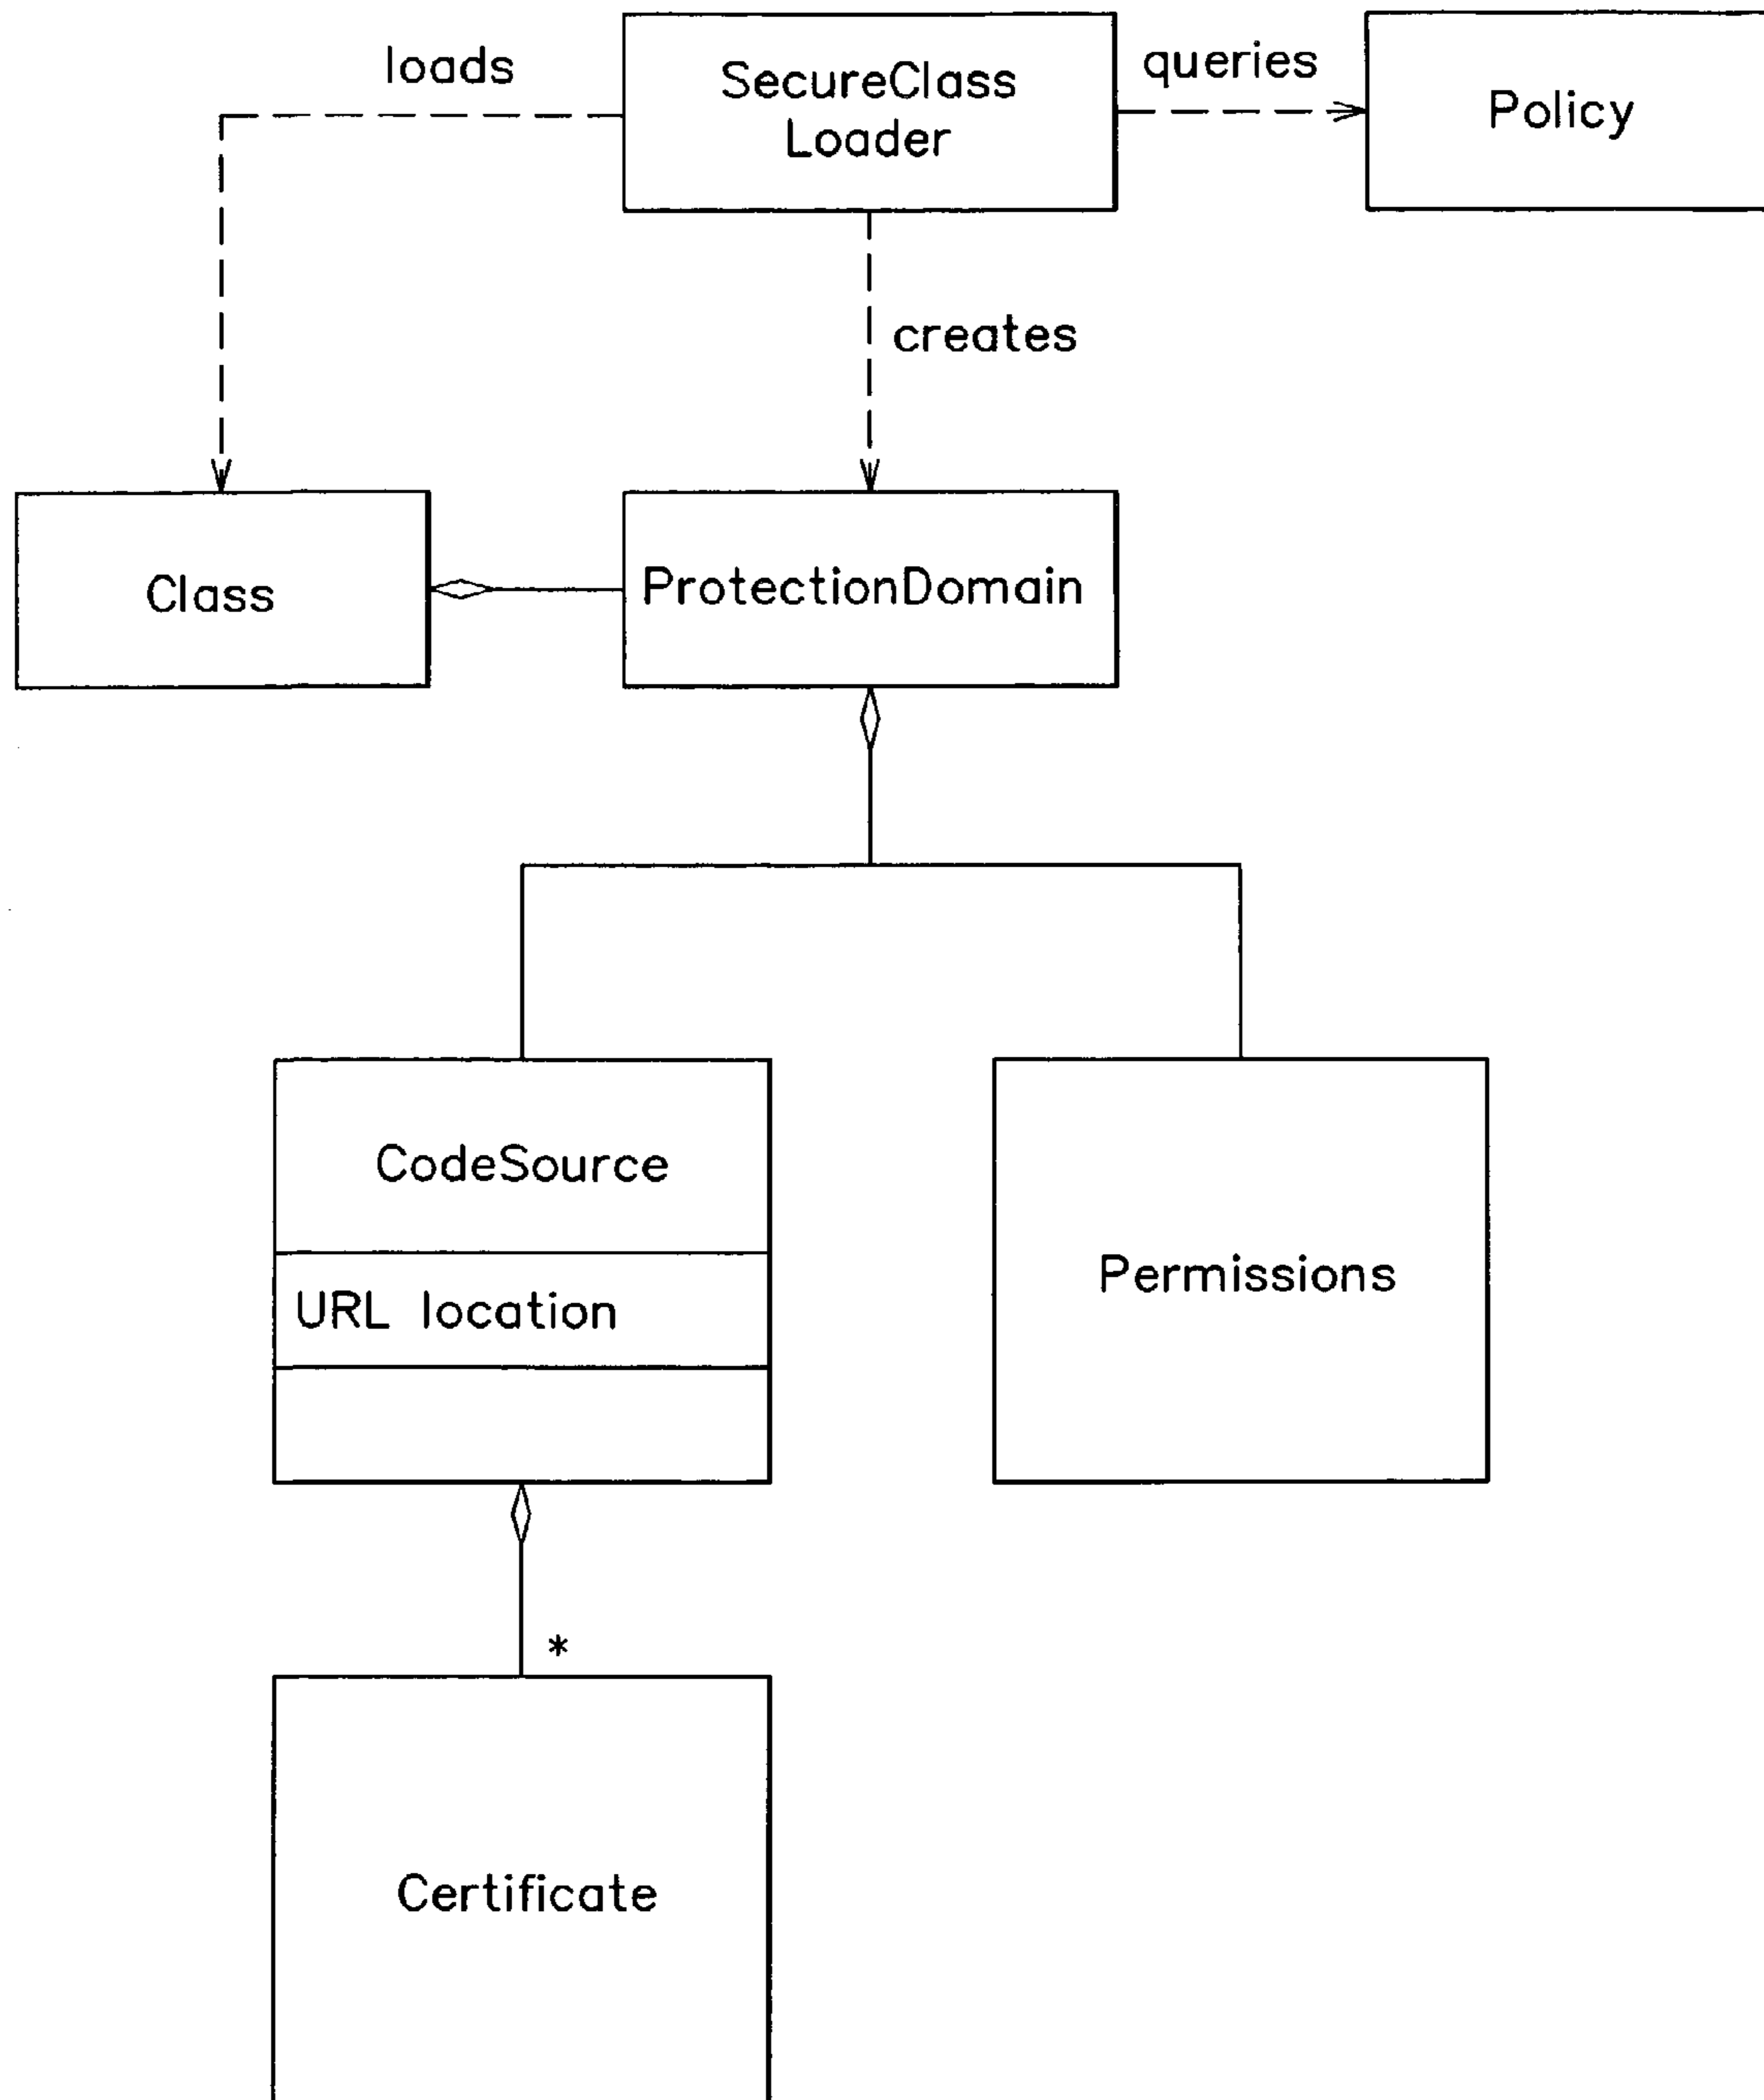 loads
SecureClass
Loader
queries
Policy
creates
Class
ProtectionDomain
CodeSource
URL location
Permissions
*
Certificate